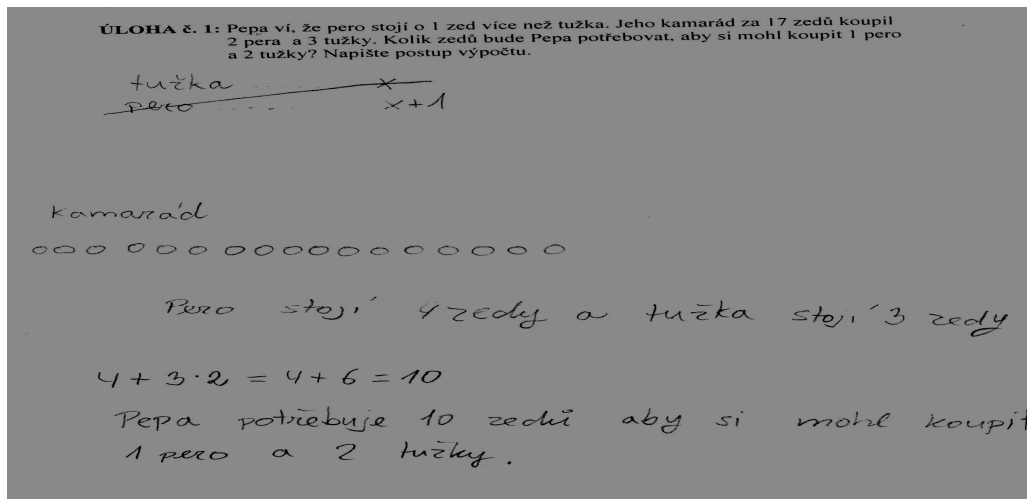 ÚLOHA č. 1: Pepa ví, že pero stojí o 1 zed více než tužka. Jeho kamarád za 17 zedů koupil
2 pera a 3 tužky. Kolik zedů bude Pepa potřebovat, aby si mohl koupit 1 pero
a 2 tužky? Napište postup výpočtu.
tužka ...... x
pero ...... x+1
kamarád
Pero stojí 4 zedy a tužka stojí 3 zedy
4 + 3·2 = 4 + 6 = 10
Pepa potřebuje 10 zedů aby si mohl koupit
1 pero a 2 tužky.